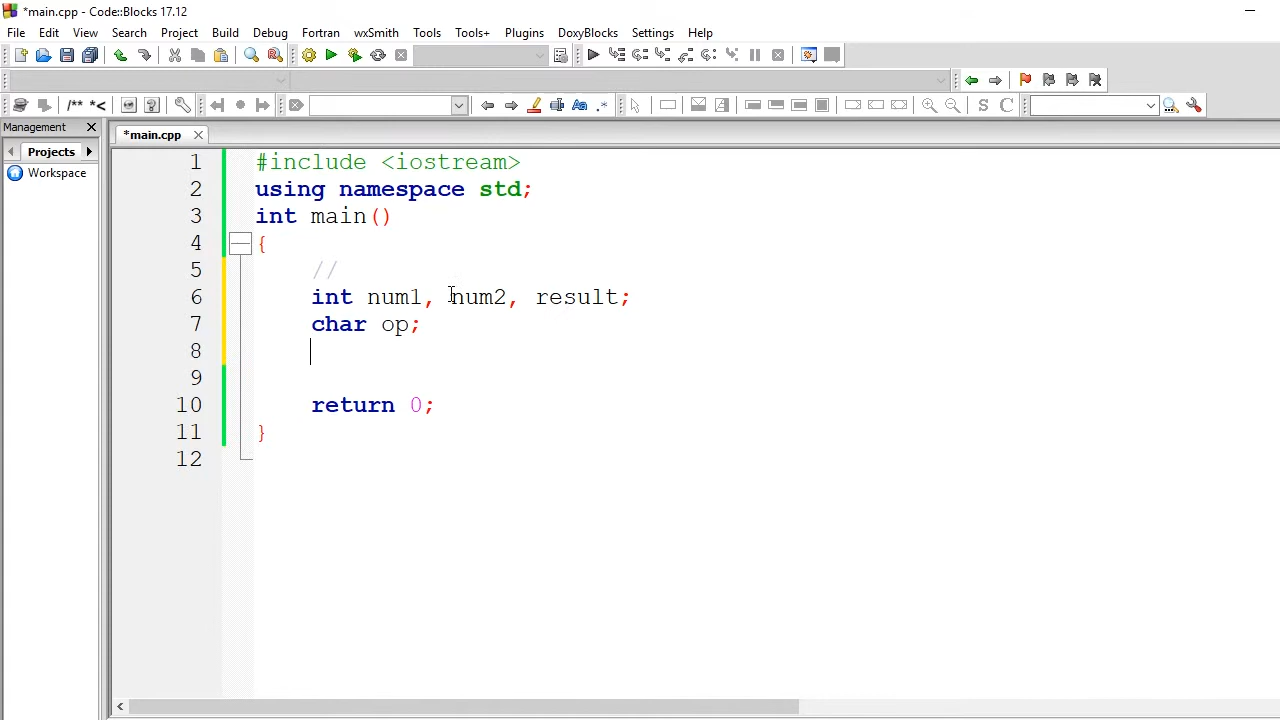 *main.cpp - Code::Blocks 17.12
File Edit View Search Project Build Debug Fortran wxSmith Tools Tools+ Plugins DoxyBlocks Settings Help
/** *<
Aa .*
S C
Management
*main.cpp
Projects
Workspace
1 #include <iostream>
2 using namespace std;
3 int main()
4 {
5 //
6 int num1, num2, result;
7 char op;
8
9
10 return 0;
11 }
12